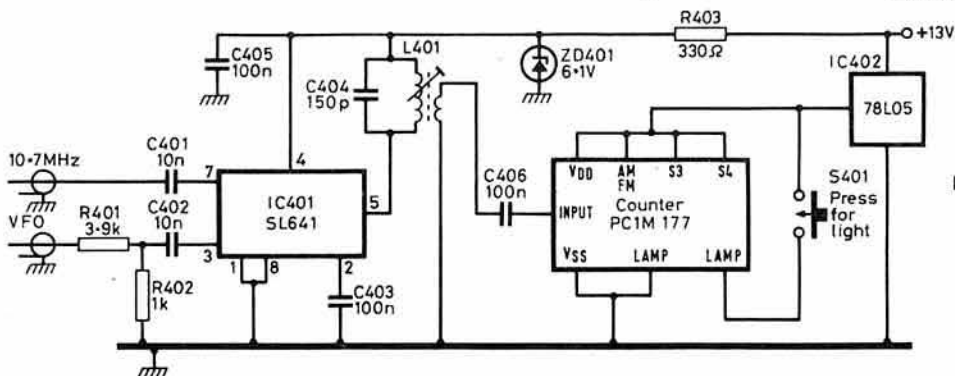 R403
330Ω
+13V
C405
100n
L401
ZD401
6·1V
IC402
78L05
C404
150p
10·7MHz
C401
10n
7
4
IC401
SL641
5
C406
100n
VDD
AM
FM
S3
S4
Counter
PC1M 177
INPUT
VSS
LAMP
LAMP
S401
Press
for
light
VFO
R401
3·9k
C402
10n
3
1
8
2
R402
1k
C403
100n